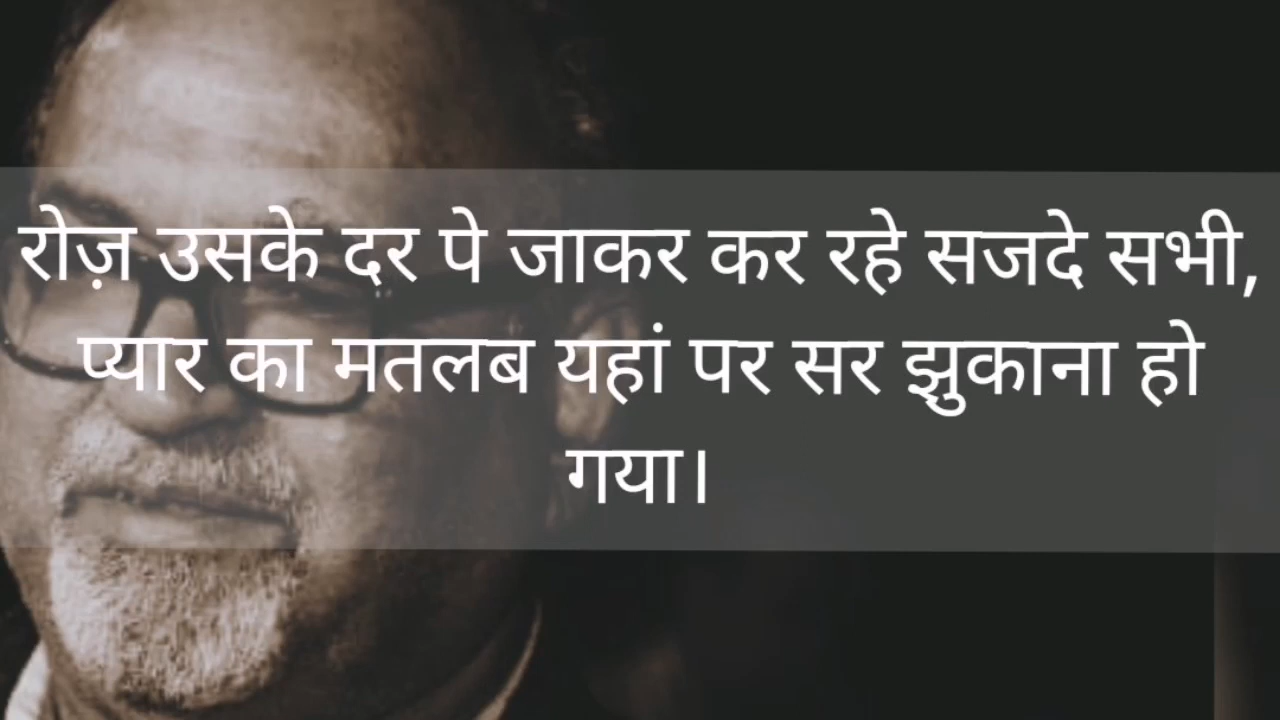 रोज़ उसके दर पे जाकर कर रहे सजदे सभी,
प्यार का मतलब यहां पर सर झुकाना हो
गया।